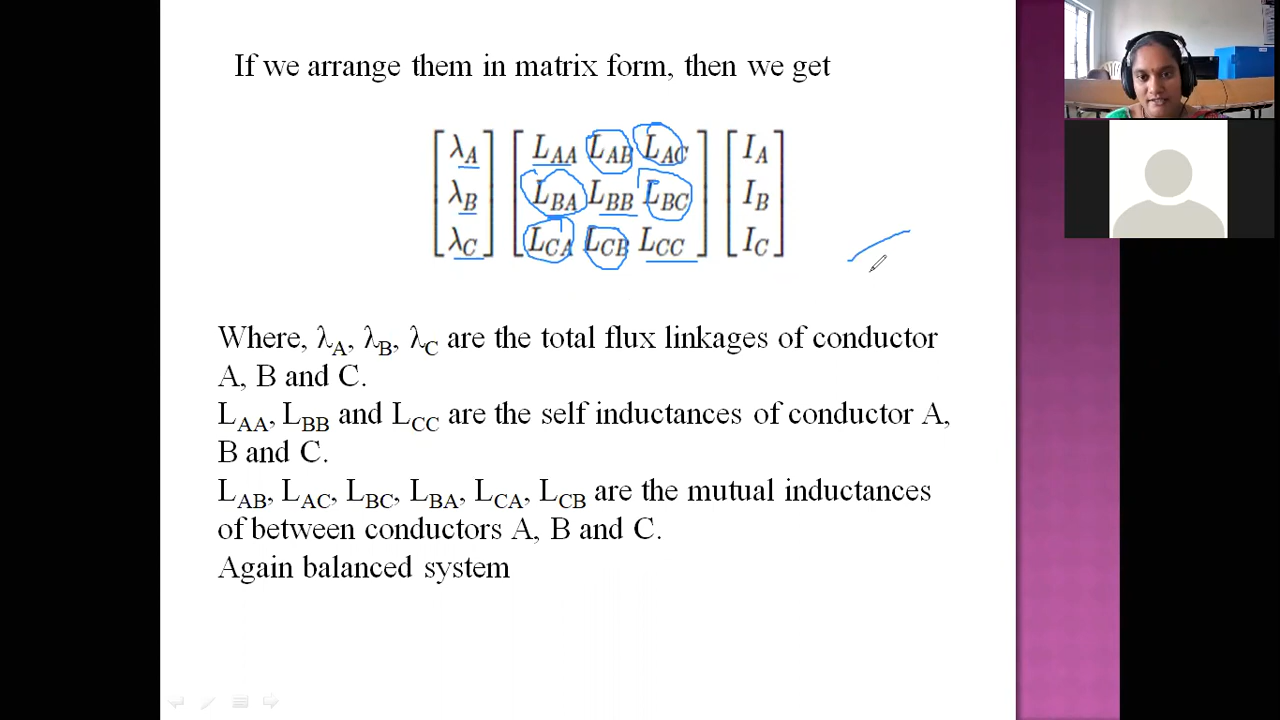 If we arrange them in matrix form, then we get
λA LAA LAB LAC IA
λB LBA LBB LBC IB
λC LCA LCB LCC IC
Where, λA, λB, λC are the total flux linkages of conductor
A, B and C.
LAA, LBB and LCC are the self inductances of conductor A,
B and C.
LAB, LAC, LBC, LBA, LCA, LCB are the mutual inductances
of between conductors A, B and C.
Again balanced system